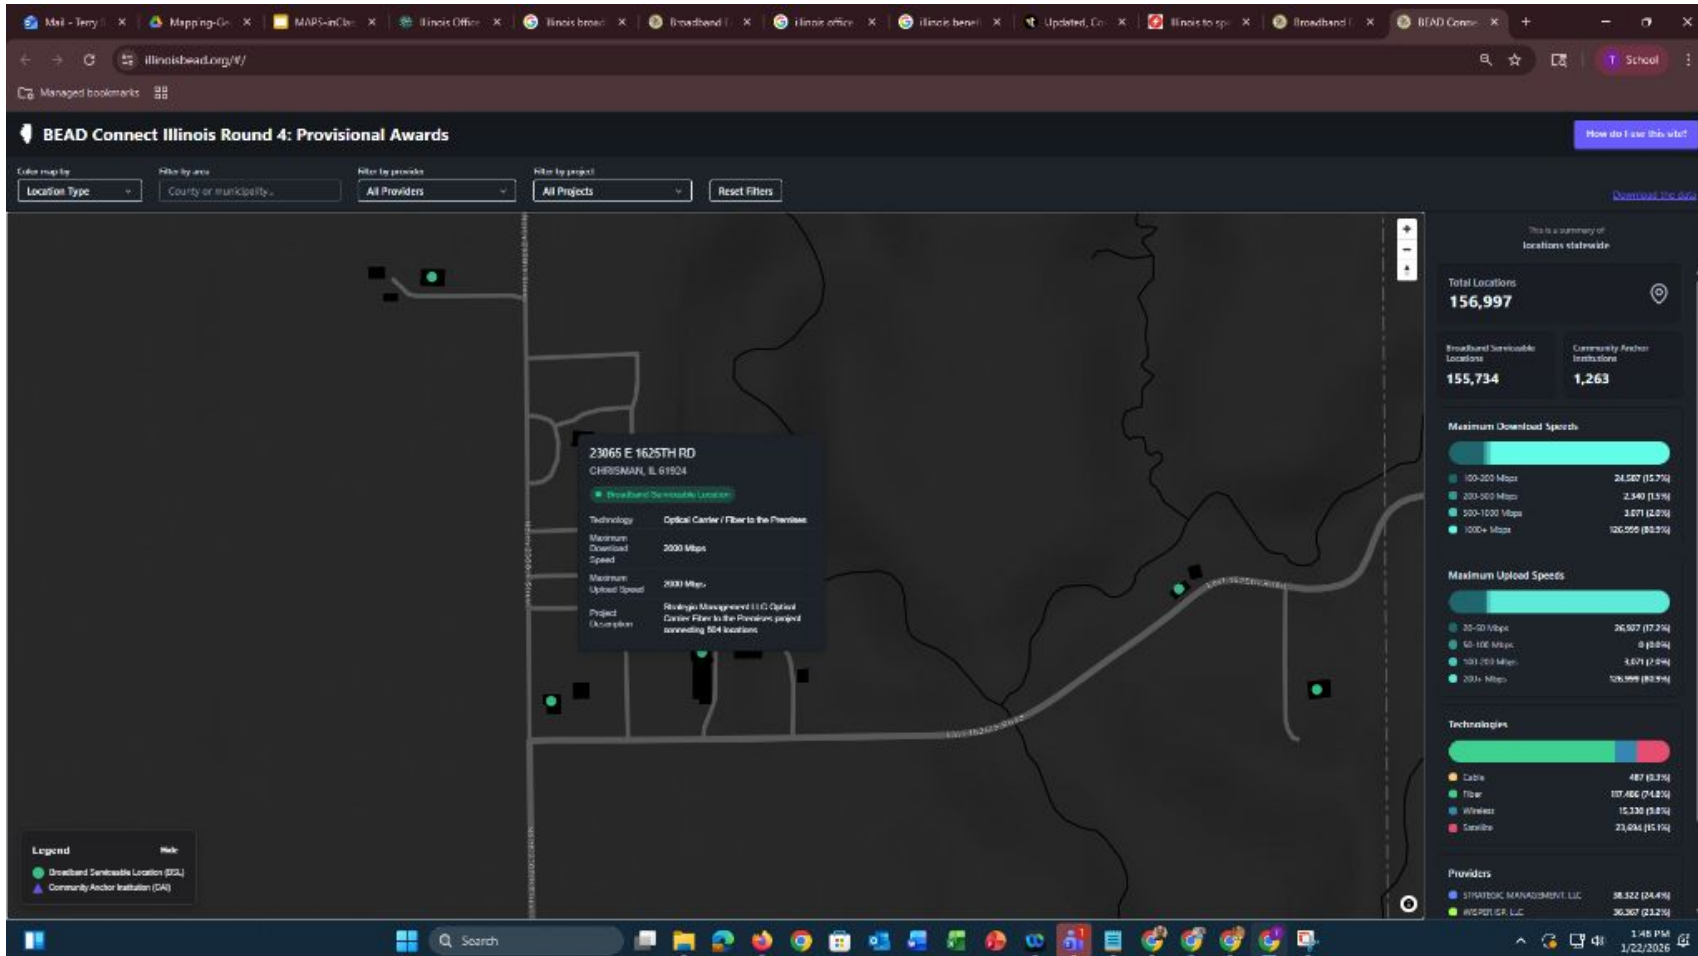 Mail - Terry
Mapping-Ge
MAPS-inClas
Illinois Office
illinois broad
Broadband
illinois office
illinois benefi
Updated, Co
Illinois to sp
Broadband
BEAD Conne
illinoisbead.org/#/
School
Managed bookmarks
BEAD Connect Illinois Round 4: Provisional Awards
How do I use this site?
Color map by
Filter by area
Filter by provider
Filter by project
Location Type
County or municipality...
All Providers
All Projects
Reset Filters
Download the data
This is a summary of
locations statewide
Total Locations
156,997
Broadband Serviceable
Locations
155,734
Community Anchor
Institutions
1,263
Maximum Download Speeds
100-200 Mbps 24,587 (15.7%)
200-500 Mbps 2,340 (1.5%)
500-1000 Mbps 3,071 (2.0%)
1000+ Mbps 126,999 (80.9%)
Maximum Upload Speeds
20-50 Mbps 26,927 (17.2%)
50-100 Mbps 0 (0.0%)
100-200 Mbps 3,071 (2.0%)
200+ Mbps 126,999 (80.9%)
Technologies
Cable 487 (0.3%)
Fiber 117,486 (74.8%)
Wireless 15,330 (9.8%)
Satellite 23,694 (15.1%)
Providers
STRATEGIC MANAGEMENT, LLC 38,322 (24.4%)
WISPER ISP, LLC 36,367 (23.2%)
23065 E 1625TH RD
CHRISMAN, IL 61924
Broadband Serviceable Location
Technology Optical Carrier / Fiber to the Premises
Maximum
Download
Speed
2000 Mbps
Maximum
Upload Speed
2000 Mbps
Project
Description
Strategic Management LLC Optical
Carrier Fiber to the Premises project
connecting 504 locations
Legend Hide
Broadband Serviceable Location (BSL)
Community Anchor Institution (CAI)
Search
1:46 PM
1/22/2026